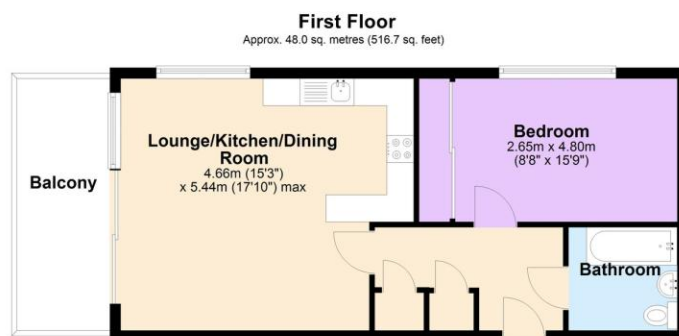 First Floor
Approx. 48.0 sq. metres (516.7 sq. feet)
Lounge/Kitchen/Dining
Room
4.66m (15'3")
x 5.44m (17'10") max
Balcony
Bedroom
2.65m x 4.80m
(8'8" x 15'9")
Bathroom